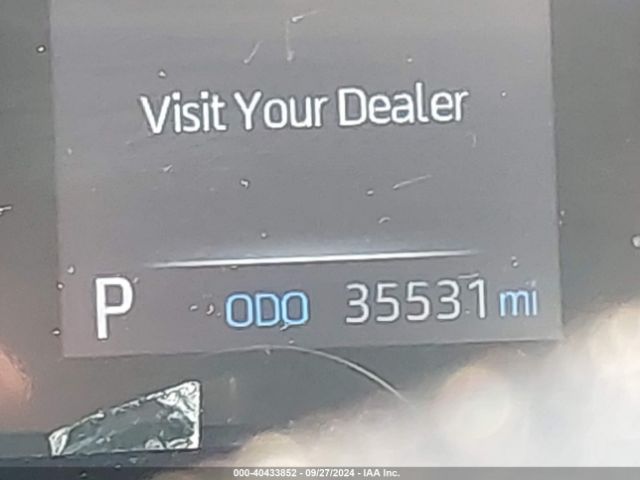 Visit Your Dealer
P ODO 35531 mi
000-40433852 - 09/27/2024 - IAA Inc.